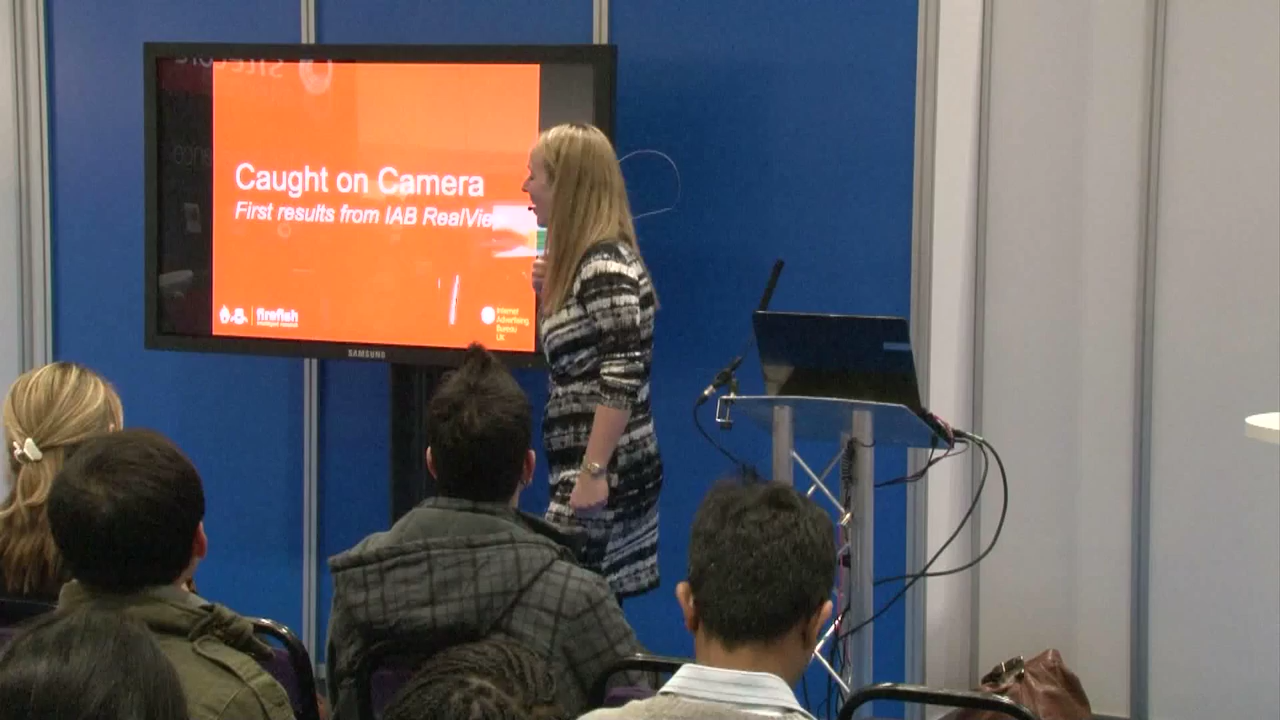 Caught on Camera
First results from IAB RealVie
firefish
Internet
Advertising
Bureau
UK
SAMSUNG